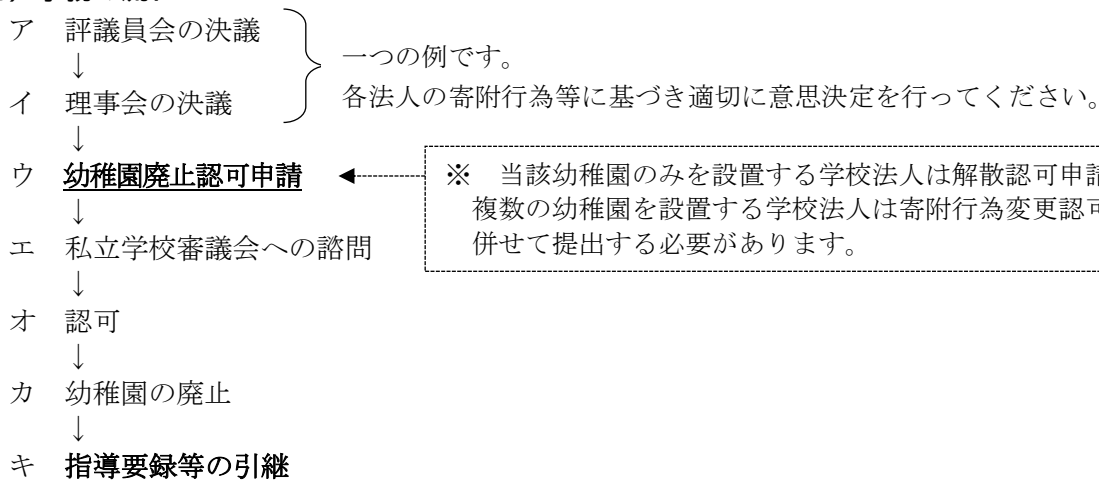 ア 評議員会の決議
↓
イ 理事会の決議
一つの例です。
各法人の寄附行為等に基づき適切に意思決定を行ってください。
↓
ウ 幼稚園廃止認可申請
※ 当該幼稚園のみを設置する学校法人は解散認可申請
複数の幼稚園を設置する学校法人は寄附行為変更認可
併せて提出する必要があります。
↓
エ 私立学校審議会への諮問
↓
オ 認可
↓
カ 幼稚園の廃止
↓
キ 指導要録等の引継